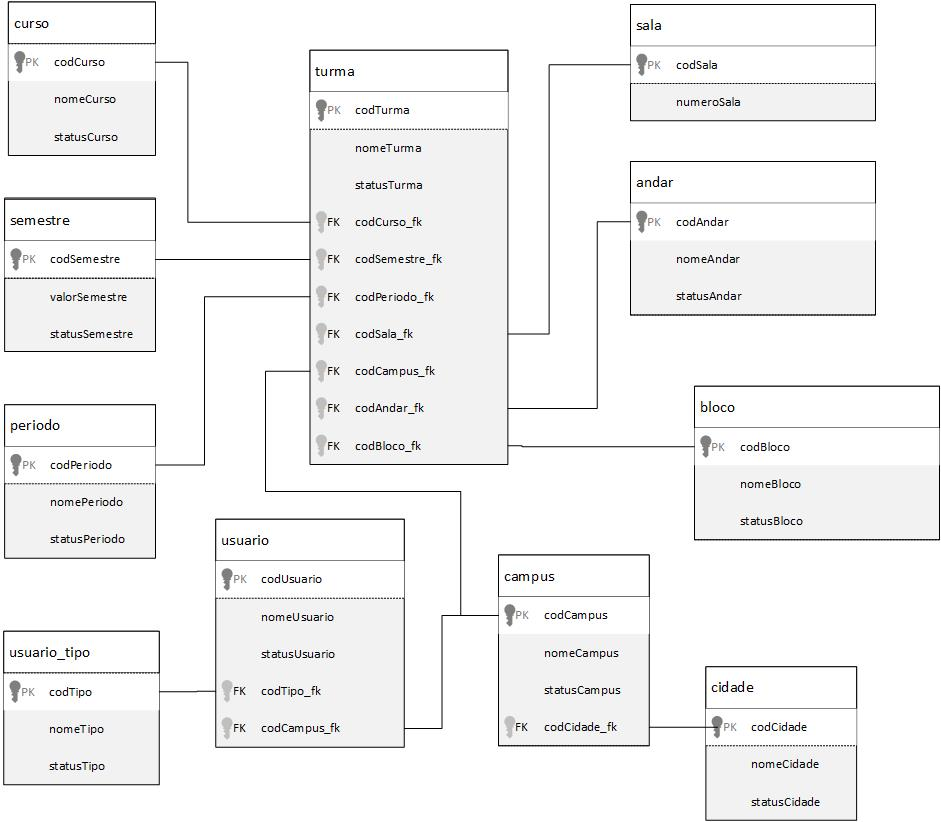 curso
PK codCurso
nomeCurso
statusCurso
semestre
PK codSemestre
valorSemestre
statusSemestre
periodo
PK codPeriodo
nomePeriodo
statusPeriodo
usuario_tipo
PK codTipo
nomeTipo
statusTipo
turma
PK codTurma
nomeTurma
statusTurma
FK codCurso_fk
FK codSemestre_fk
FK codPeriodo_fk
FK codSala_fk
FK codCampus_fk
FK codAndar_fk
FK codBloco_fk
usuario
PK codUsuario
nomeUsuario
statusUsuario
FK codTipo_fk
FK codCampus_fk
sala
PK codSala
numeroSala
andar
PK codAndar
nomeAndar
statusAndar
bloco
PK codBloco
nomeBloco
statusBloco
campus
PK codCampus
nomeCampus
statusCampus
FK codCidade_fk
cidade
PK codCidade
nomeCidade
statusCidade